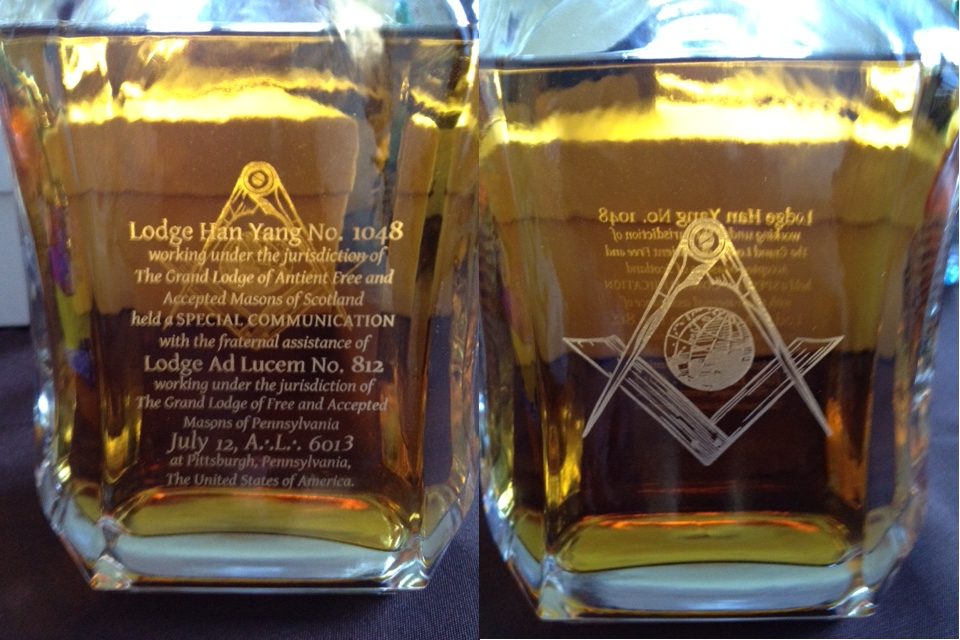 Lodge Han Yang No. 1048
working under the jurisdiction of
The Grand Lodge of Antient Free and
Accepted Masons of Scotland
held a SPECIAL COMMUNICATION
with the fraternal assistance of
Lodge Ad Lucem No. 812
working under the jurisdiction of
The Grand Lodge of Free and Accepted
Masons of Pennsylvania
July 12, A∴L∴ 6013
at Pittsburgh, Pennsylvania,
The United States of America.
Lodge Han Yang No. 1048